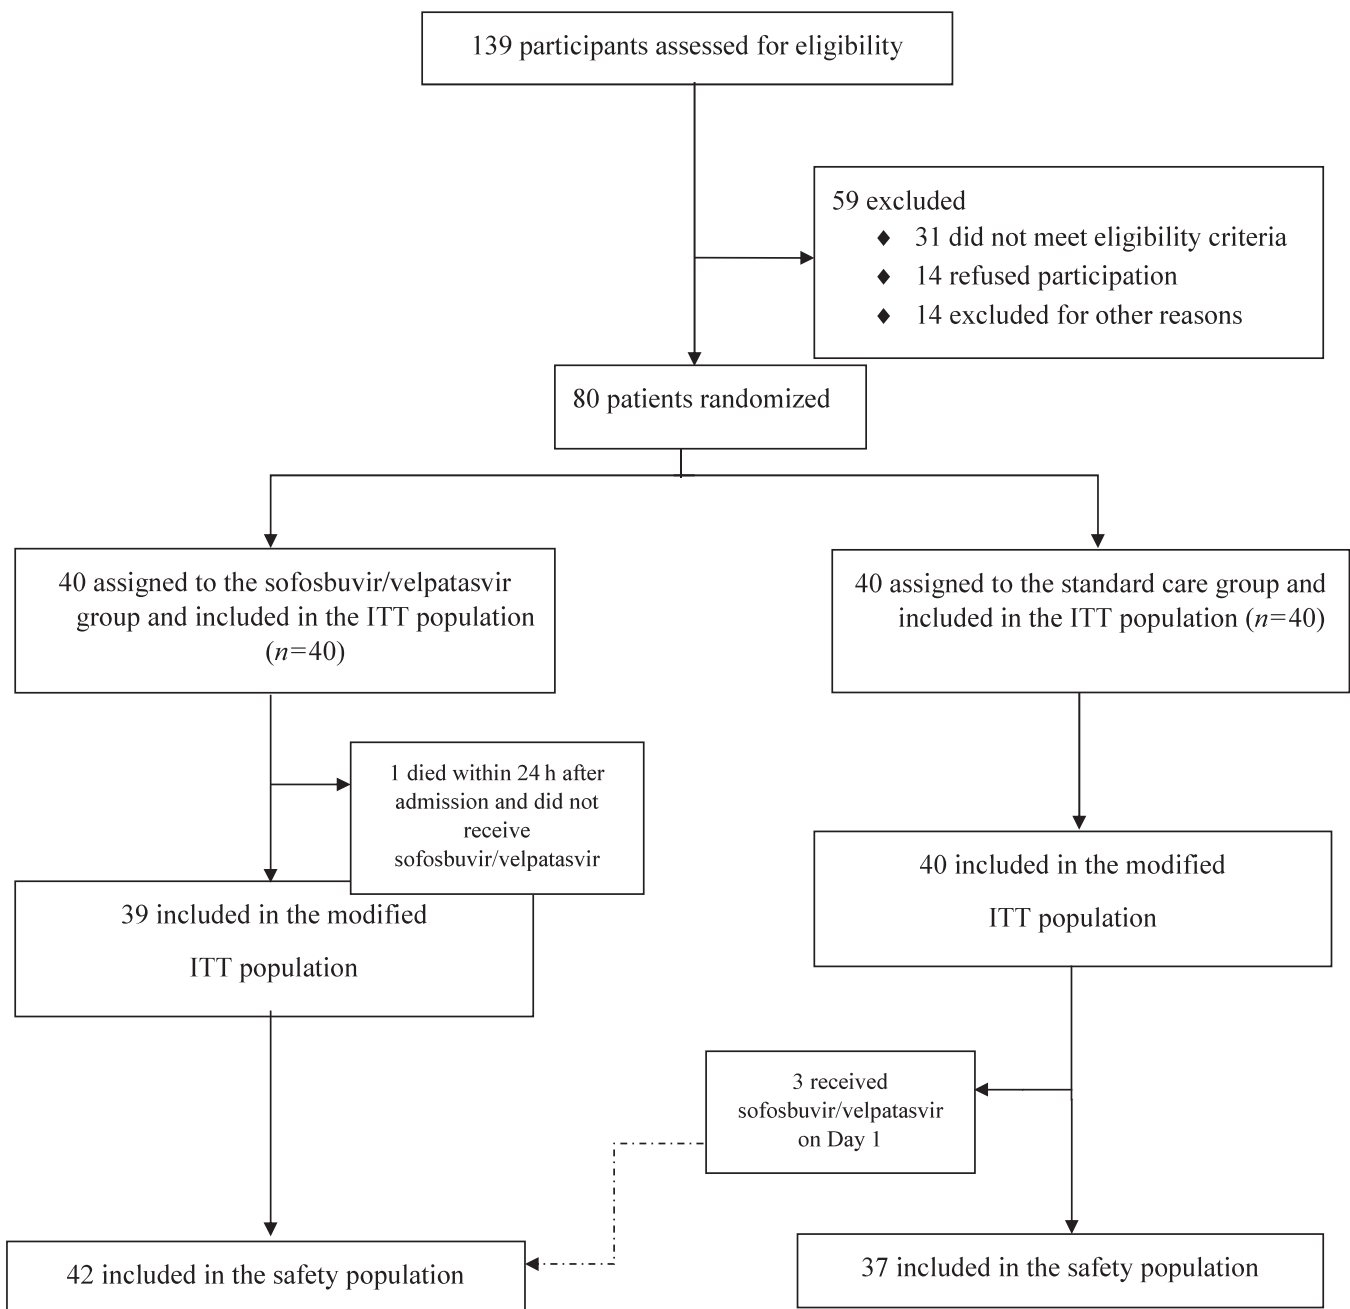 139 participants assessed for eligibility
59 excluded
♦ 31 did not meet eligibility criteria
♦ 14 refused participation
♦ 14 excluded for other reasons
80 patients randomized
40 assigned to the sofosbuvir/velpatasvir
group and included in the ITT population
(n=40)
40 assigned to the standard care group and
included in the ITT population (n=40)
1 died within 24 h after
admission and did not
receive
sofosbuvir/velpatasvir
39 included in the modified
ITT population
40 included in the modified
ITT population
3 received
sofosbuvir/velpatasvir
on Day 1
42 included in the safety population
37 included in the safety population